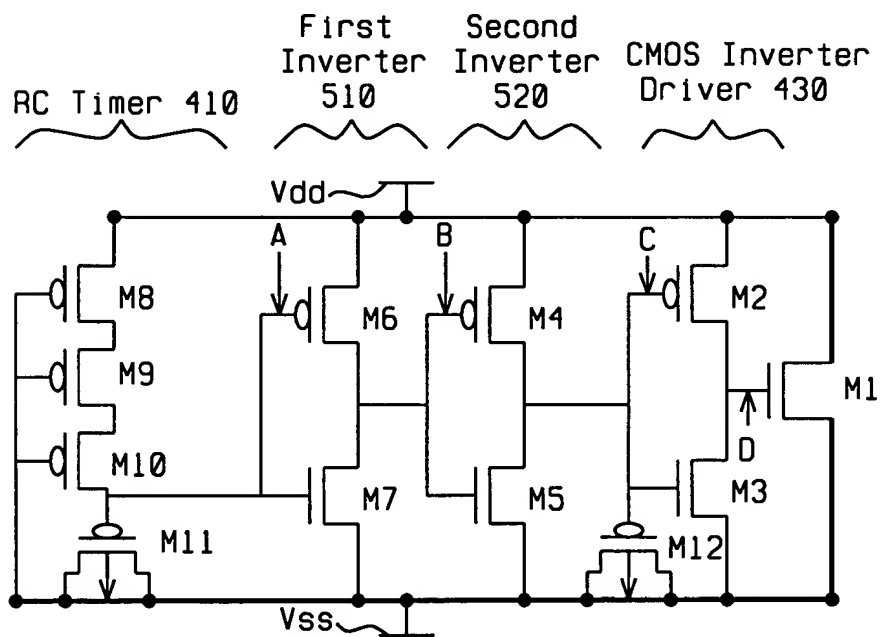 First
Inverter
510
Second
Inverter
520
CMOS Inverter
Driver 430
RC Timer 410
Vdd
A
B
C
M8
M6
M4
M2
M9
M1
M10
D
M7
M5
M3
M11
M12
Vss